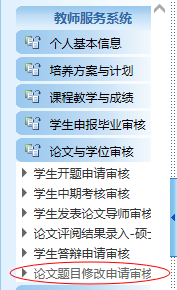 教师服务系统
个人基本信息
培养方案与计划
课程教学与成绩
学生申报毕业审核
论文与学位审核
学生开题申请审核
学生中期考核审核
学生发表论文导师审核
论文评阅结果录入-硕士
学生答辩申请审核
论文题目修改申请审核